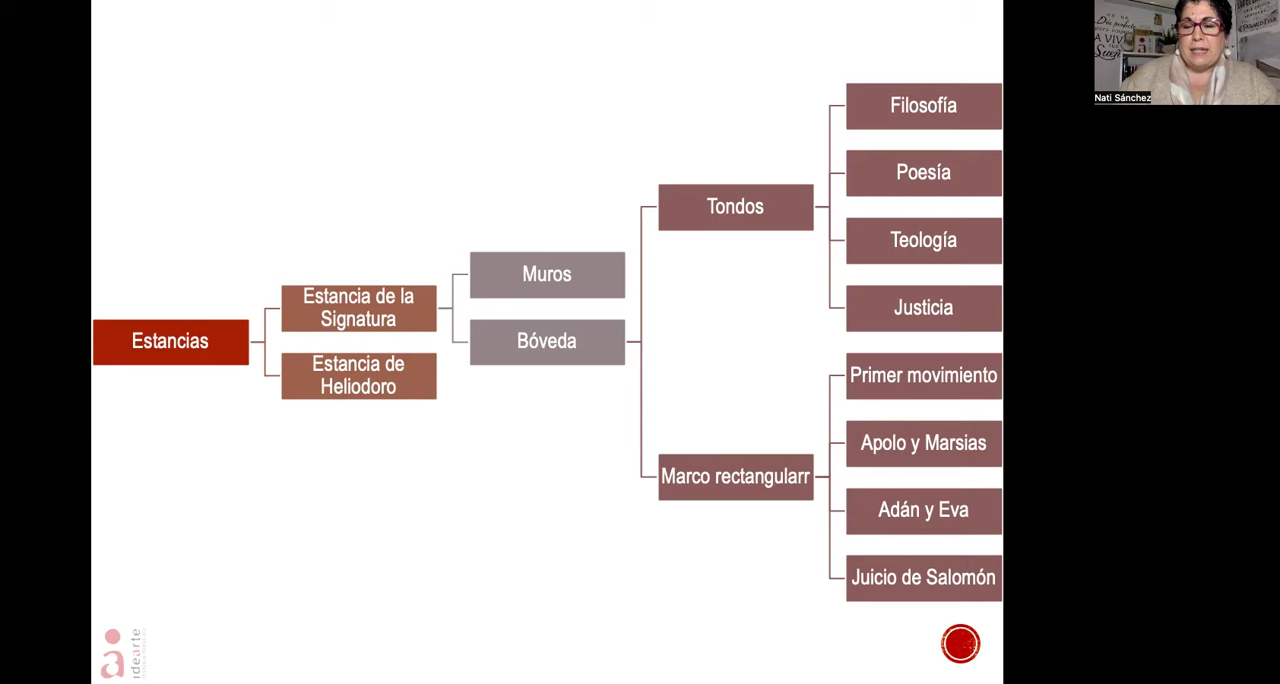 Estancias
Estancia de la
Signatura
Estancia de
Heliodoro
Muros
Bóveda
Tondos
Marco rectangularr
Filosofía
Poesía
Teología
Justicia
Primer movimiento
Apolo y Marsias
Adán y Eva
Juicio de Salomón
idearte
Nati Sánchez
A VIV